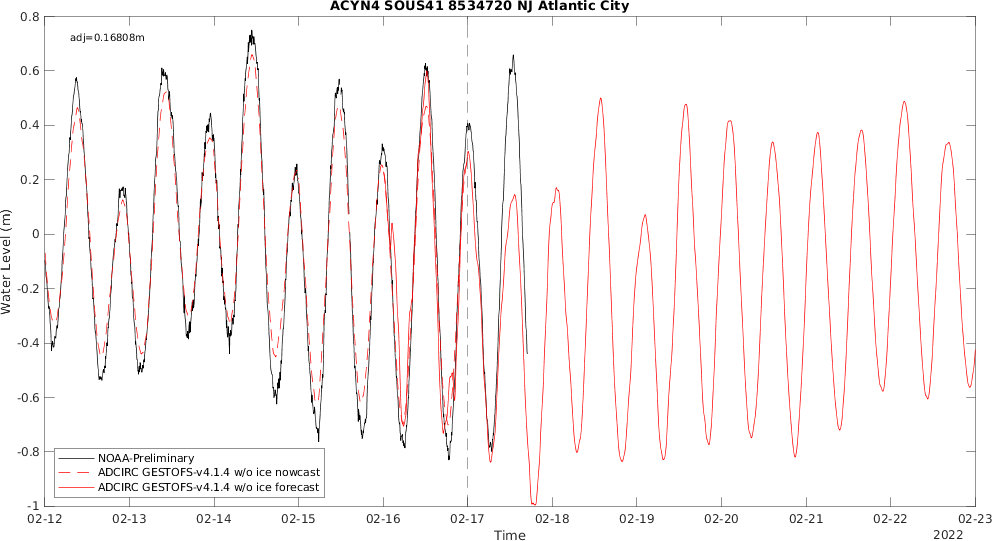 ACYN4 SOUS41 8534720 NJ Atlantic City
adj=0.16808m
0.8
0.6
0.4
0.2
0
-0.2
-0.4
-0.6
-0.8
-1
Water Level (m)
NOAA-Preliminary
ADCIRC GESTOFS-v4.1.4 w/o ice nowcast
ADCIRC GESTOFS-v4.1.4 w/o ice forecast
02-12 02-13 02-14 02-15 02-16 02-17 02-18 02-19 02-20 02-21 02-22 02-23
Time
2022